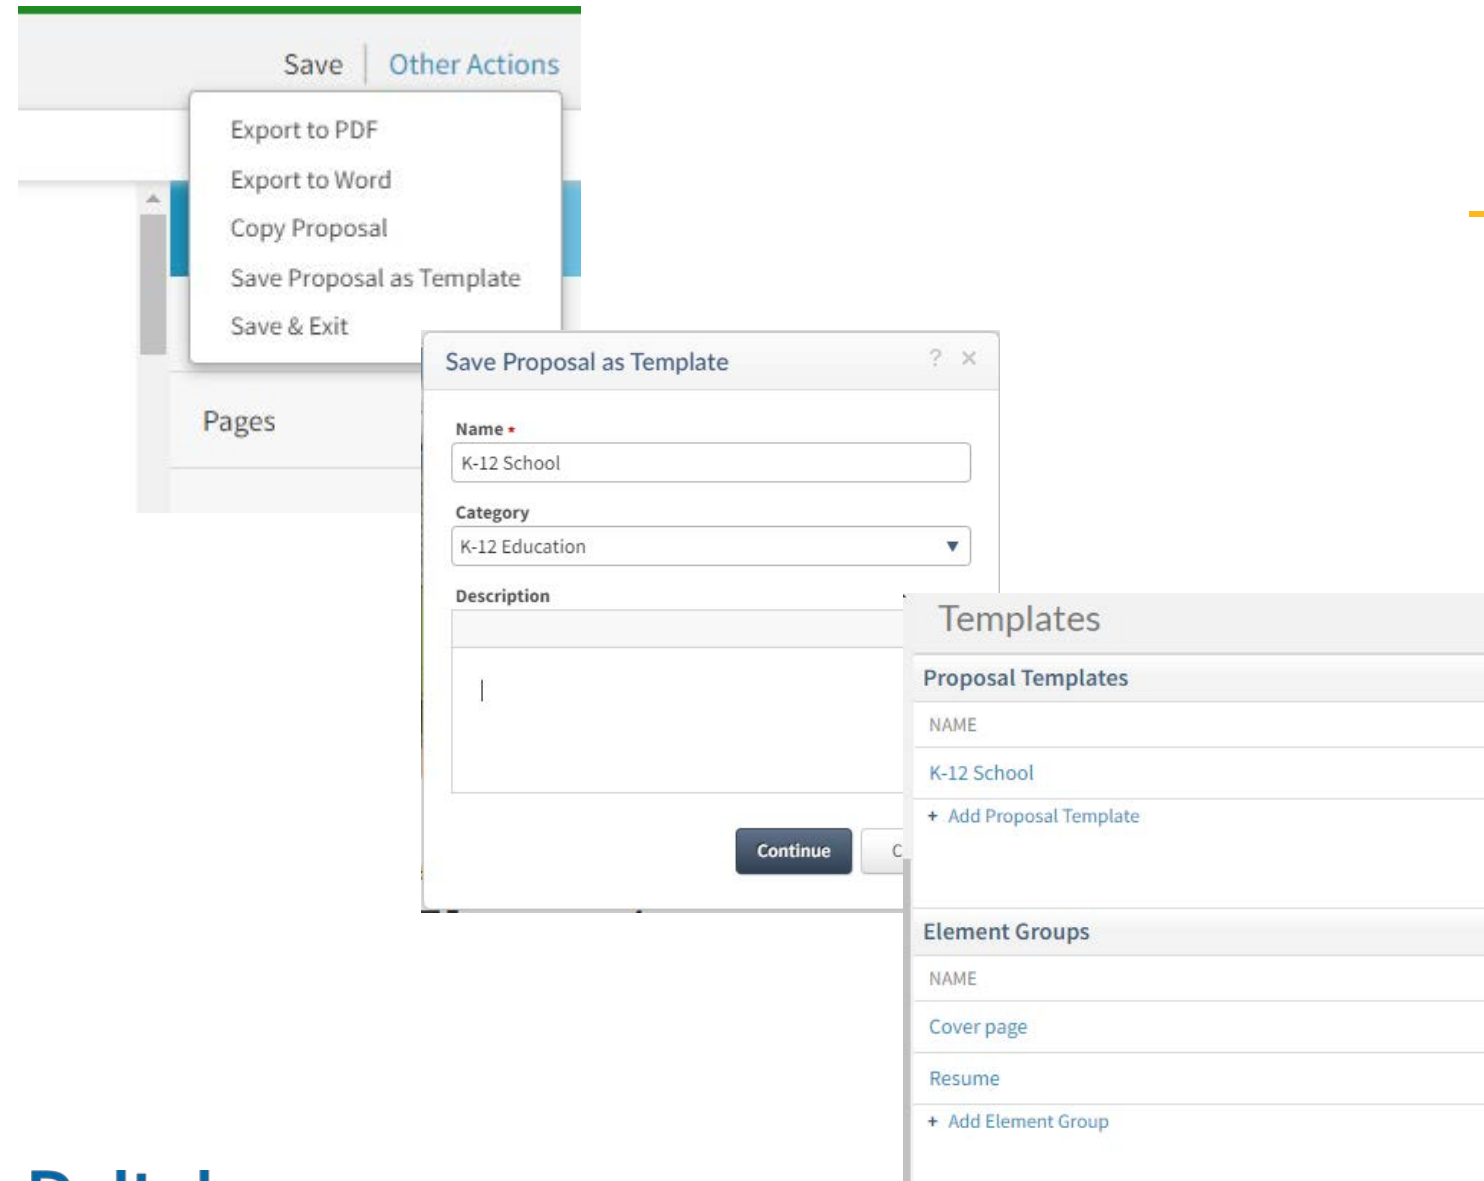 Save | Other Actions
Export to PDF
Export to Word
Copy Proposal
Save Proposal as Template
Save & Exit
Pages
Save Proposal as Template ? ×
Name *
K-12 School
Category
K-12 Education
Description
Continue
Templates
Proposal Templates
NAME
K-12 School
+ Add Proposal Template
Element Groups
NAME
Cover page
Resume
+ Add Element Group